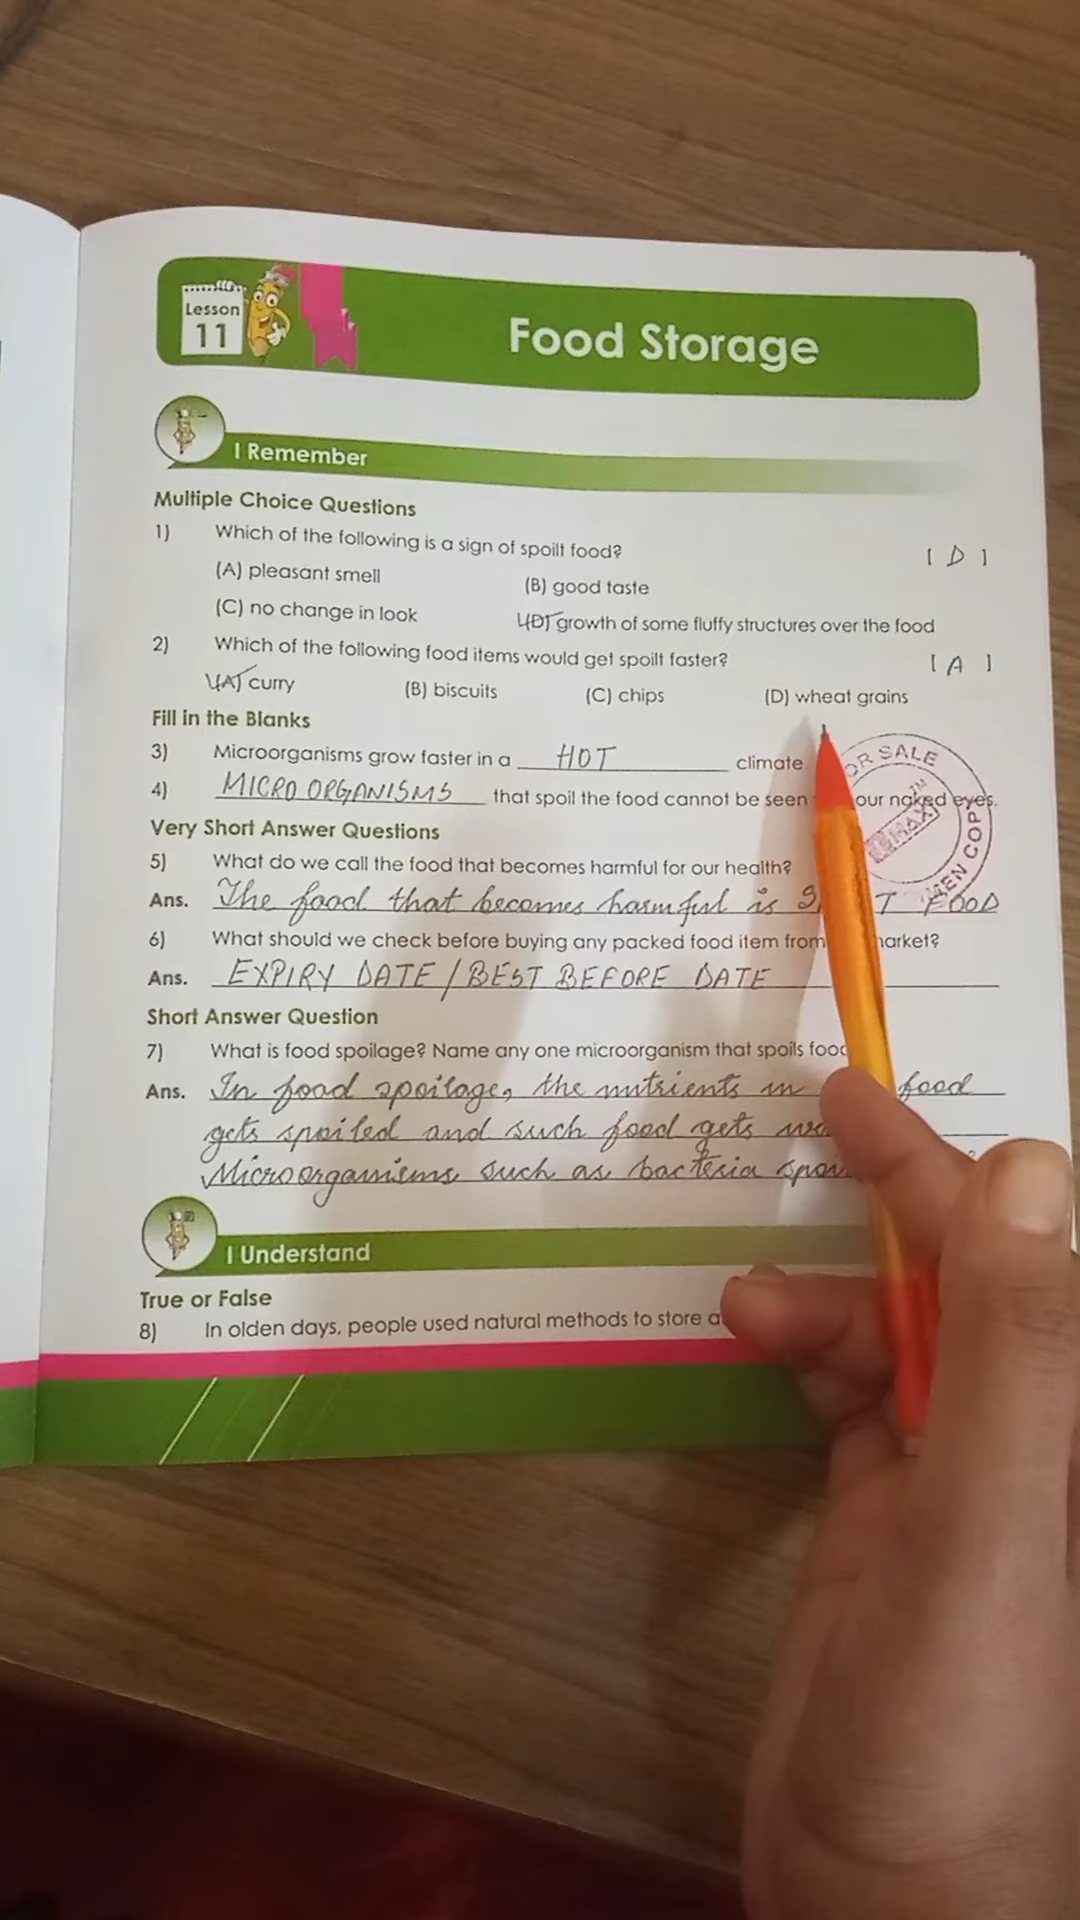 Lesson
11
Food Storage
I Remember
Multiple Choice Questions
1) Which of the following is a sign of spoilt food? [ D ]
(A) pleasant smell (B) good taste
(C) no change in look (D) growth of some fluffy structures over the food
2) Which of the following food items would get spoilt faster? [ A ]
(A) curry (B) biscuits (C) chips (D) wheat grains
Fill in the Blanks
3) Microorganisms grow faster in a HOT climate.
4) MICROORGANISMS that spoil the food cannot be seen our naked eyes.
OR SALE
MEN COPY
Very Short Answer Questions
5) What do we call the food that becomes harmful for our health?
Ans. The food that becomes harmful is FOOD
6) What should we check before buying any packed food item from market?
Ans. EXPIRY DATE / BEST BEFORE DATE
Short Answer Question
7) What is food spoilage? Name any one microorganism that spoils
Ans. In food spoilage, the nutrients in food
gets spoiled and such food gets
Microorganisms such as bacteria
I Understand
True or False
8) In olden days, people used natural methods to store